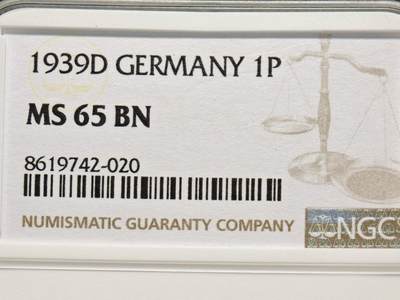 1939D GERMANY 1P
MS 65 BN
8619742-020
NUMISMATIC GUARANTY COMPANY
NGC